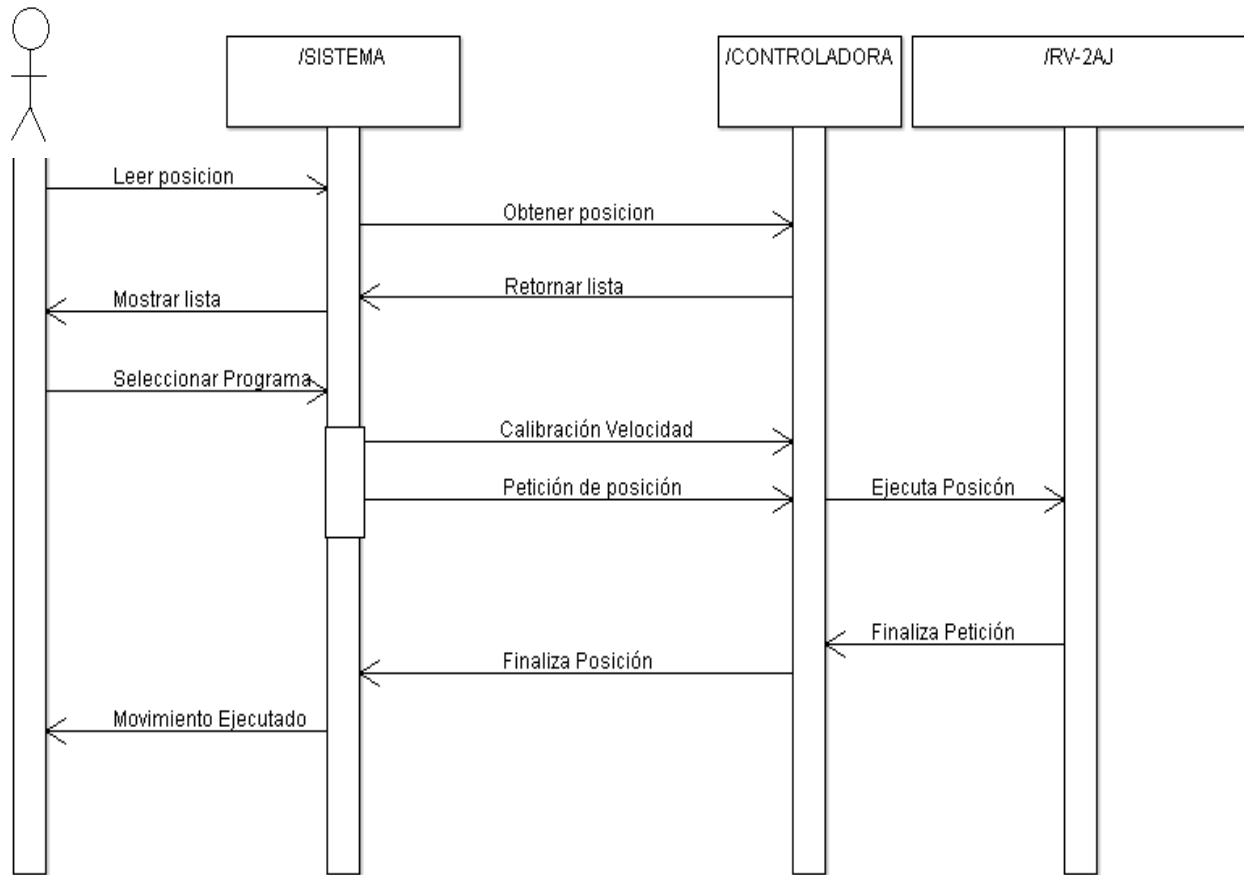 /SISTEMA
/CONTROLADORA
/RV-2AJ
Leer posicion
Obtener posicion
Retornar lista
Mostrar lista
Seleccionar Programa
Calibración Velocidad
Petición de posición
Ejecuta Posicón
Finaliza Petición
Finaliza Posición
Movimiento Ejecutado